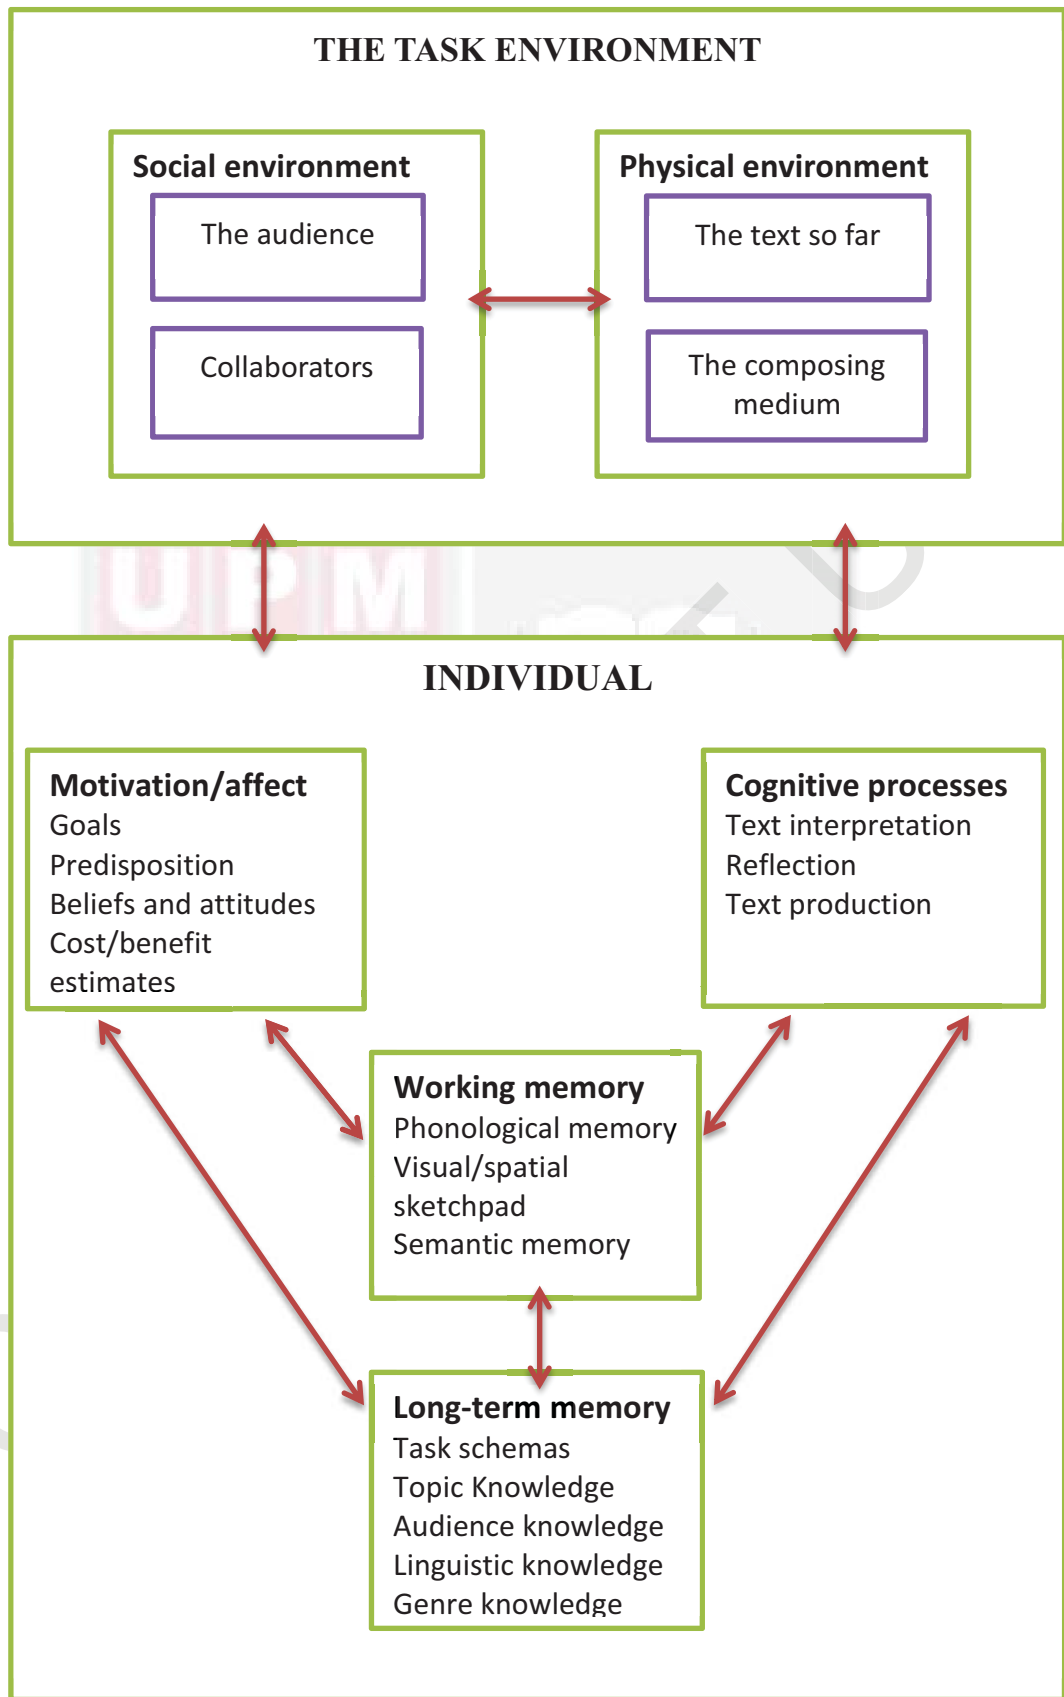 THE TASK ENVIRONMENT
Social environment
The audience
Collaborators
Physical environment
The text so far
The composing
medium
UPM
INDIVIDUAL
Motivation/affect
Goals
Predisposition
Beliefs and attitudes
Cost/benefit
estimates
Cognitive processes
Text interpretation
Reflection
Text production
Working memory
Phonological memory
Visual/spatial
sketchpad
Semantic memory
Long-term memory
Task schemas
Topic Knowledge
Audience knowledge
Linguistic knowledge
Genre knowledge